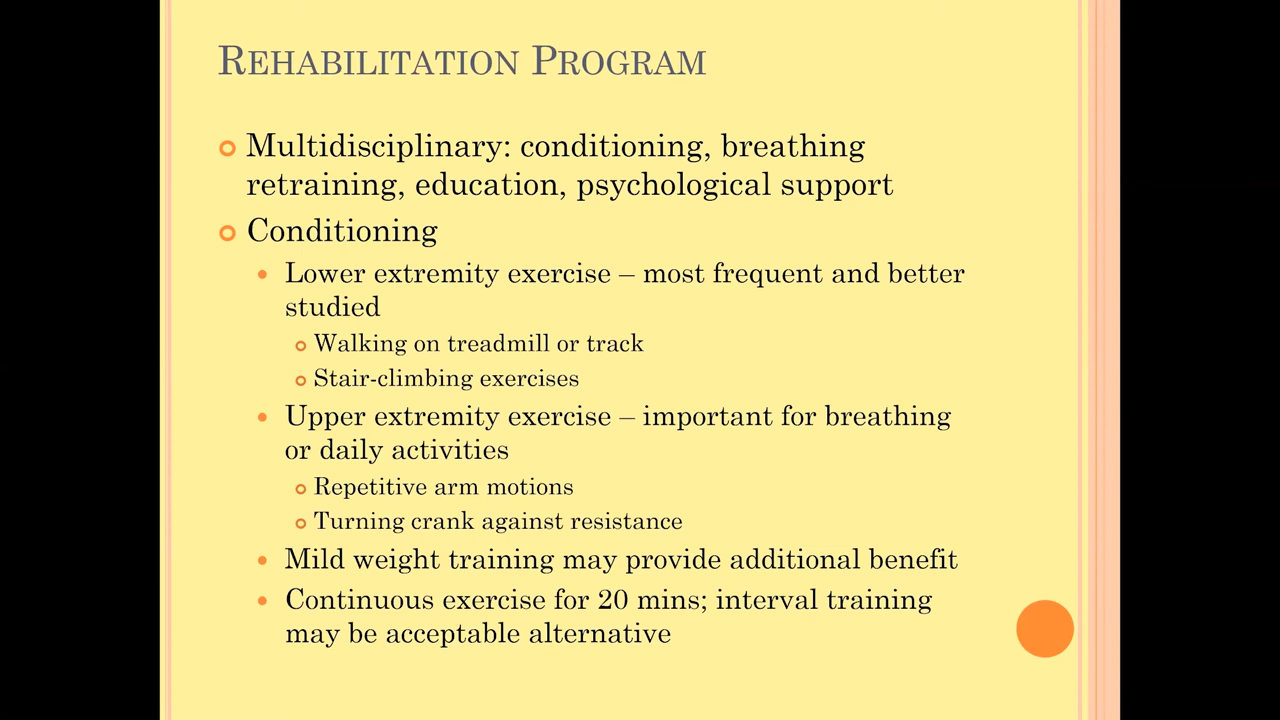 Rehabilitation Program
Multidisciplinary: conditioning, breathing
retraining, education, psychological support
Conditioning
Lower extremity exercise – most frequent and better
studied
Walking on treadmill or track
Stair-climbing exercises
Upper extremity exercise – important for breathing
or daily activities
Repetitive arm motions
Turning crank against resistance
Mild weight training may provide additional benefit
Continuous exercise for 20 mins; interval training
may be acceptable alternative